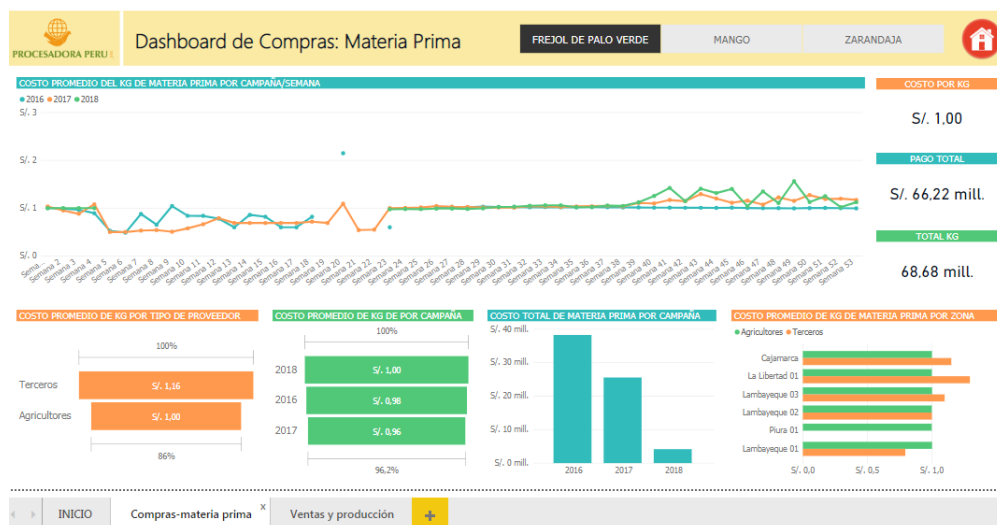 PROCESADORA PERU
Dashboard de Compras: Materia Prima
FREJOL DE PALO VERDE
MANGO
ZARANDAJA
COSTO PROMEDIO DEL KG DE MATERIA PRIMA POR CAMPAÑA/SEMANA
2016 2017 2018
S/. 3
S/. 2
S/. 1
S/. 0
Sema... Semana 2 Semana 3 Semana 4 Semana 5 Semana 6 Semana 7 Semana 8 Semana 9 Semana 10 Semana 11 Semana 12 Semana 13 Semana 14 Semana 15 Semana 16 Semana 17 Semana 18 Semana 19 Semana 20 Semana 21 Semana 22 Semana 23 Semana 24 Semana 25 Semana 26 Semana 27 Semana 28 Semana 29 Semana 30 Semana 31 Semana 32 Semana 33 Semana 34 Semana 35 Semana 36 Semana 37 Semana 38 Semana 39 Semana 40 Semana 41 Semana 42 Semana 43 Semana 44 Semana 45 Semana 46 Semana 47 Semana 48 Semana 49 Semana 50 Semana 51 Semana 52 Semana 53
COSTO POR KG
S/. 1,00
PAGO TOTAL
S/. 66,22 mill.
TOTAL KG
68,68 mill.
COSTO PROMEDIO DE KG POR TIPO DE PROVEEDOR
100%
Terceros
S/. 1,16
Agricultores
S/. 1,00
86%
COSTO PROMEDIO DE KG DE POR CAMPAÑA
100%
2018
S/. 1,00
2016
S/. 0,98
2017
S/. 0,96
96,2%
COSTO TOTAL DE MATERIA PRIMA POR CAMPAÑA
S/. 40 mill.
S/. 30 mill.
S/. 20 mill.
S/. 10 mill.
S/. 0 mill.
2016 2017 2018
COSTO PROMEDIO DE KG DE MATERIA PRIMA POR ZONA
Agricultores Terceros
Cajamarca
La Libertad 01
Lambayeque 03
Lambayeque 02
Piura 01
Lambayeque 01
S/. 0,0 S/. 0,5 S/. 1,0
INICIO
Compras-materia prima x
Ventas y producción
+